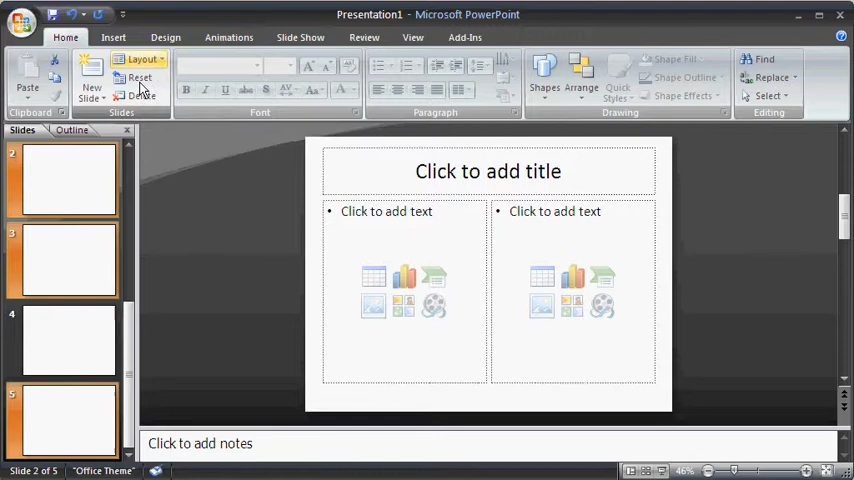 Presentation1 - Microsoft PowerPoint
Home Insert Design Animations Slide Show Review View Add-Ins
Paste
New Slide
Layout
Reset
Delete
B I U abe S AV Aa A
Shapes
Arrange
Quick Styles
Shape Fill
Shape Outline
Shape Effects
Find
Replace
Select
Clipboard Slides Font Paragraph Drawing Editing
Slides Outline
2
3
4
5
Click to add title
• Click to add text
• Click to add text
Click to add notes
Slide 2 of 5 "Office Theme" 46%